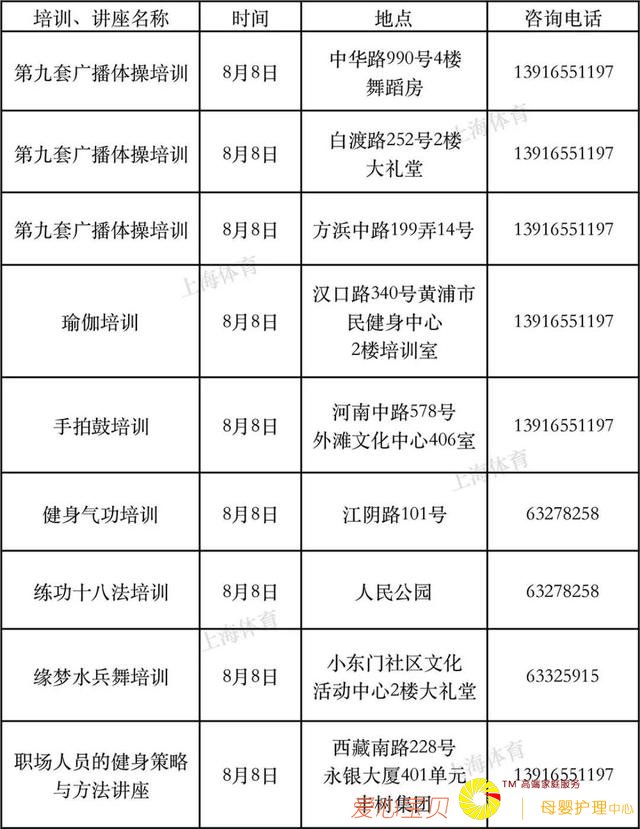 培训、讲座名称 时间 地点 咨询电话
第九套广播体操培训 8月8日 中华路990号4楼
舞蹈房 13916551197
第九套广播体操培训 8月8日 白渡路252号2楼
大礼堂 13916551197
第九套广播体操培训 8月8日 方浜中路199弄14号 13916551197
瑜伽培训 8月8日 汉口路340号黄浦市
民健身中心
2楼培训室 13916551197
手拍鼓培训 8月8日 河南中路578号
外滩文化中心406室 13916551197
健身气功培训 8月8日 江阴路101号 63278258
练功十八法培训 8月8日 人民公园 63278258
缘梦水兵舞培训 8月8日 小东门社区文化
活动中心2楼大礼堂 63325915
职场人员的健身策略
与方法讲座 8月8日 西藏南路228号
永银大厦401单元
丰树集团 13916551197
上海体育
上海体育
上海体育
上海体育
上海体育
爱心宝贝
TM 高端家庭服务
母婴护理中心